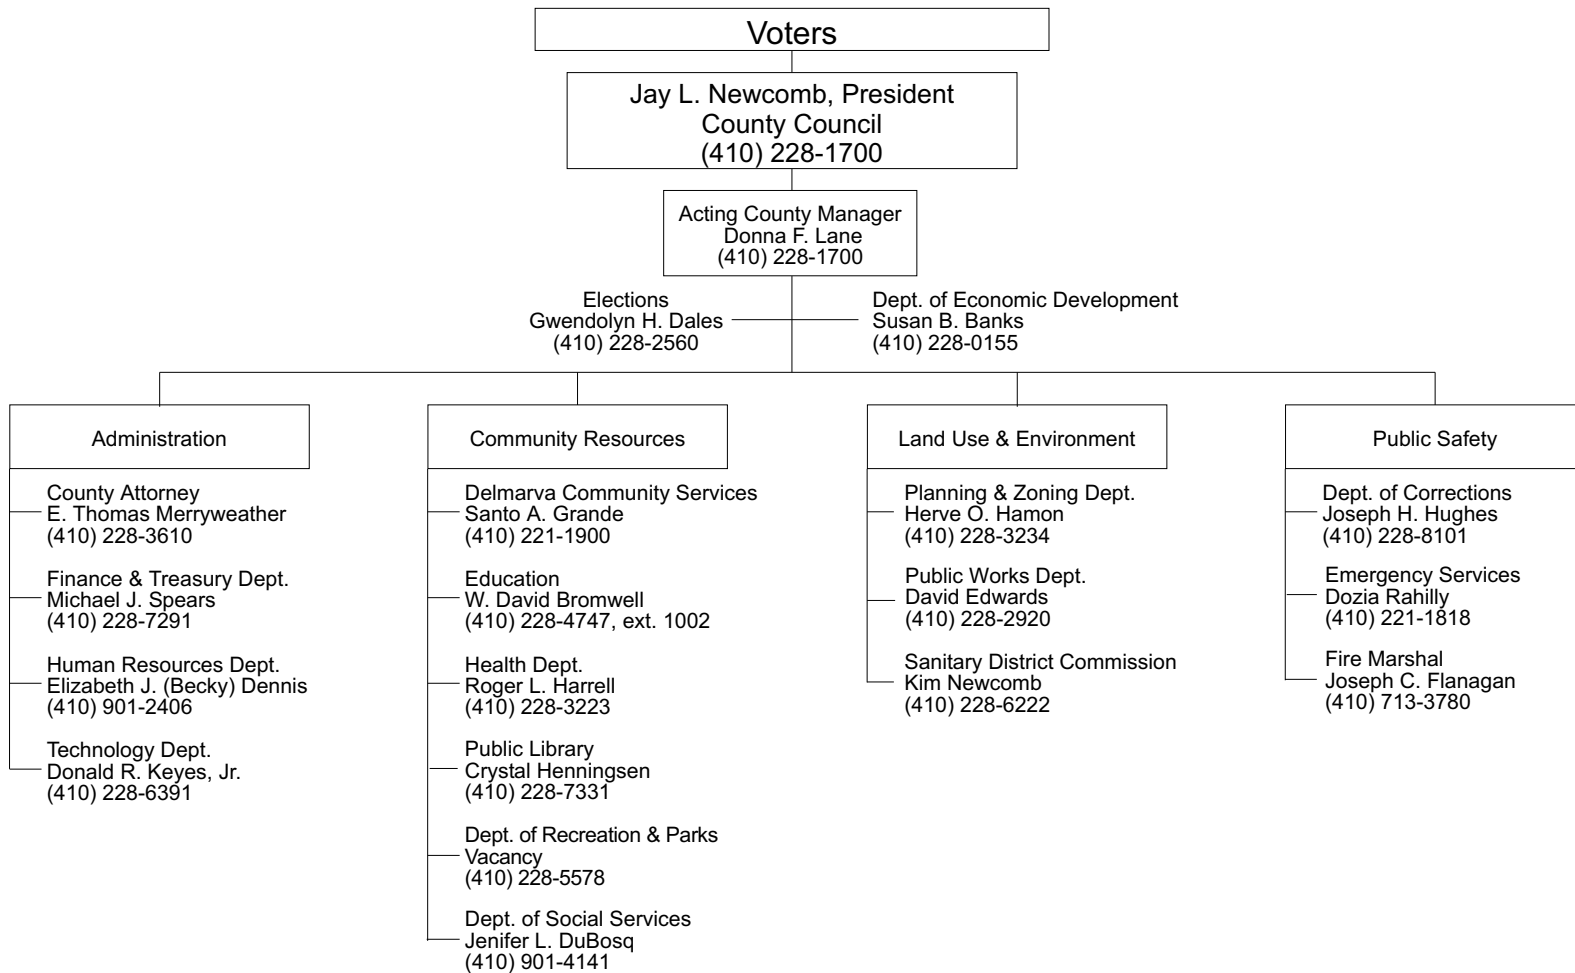 Voters
Jay L. Newcomb, President
County Council
(410) 228-1700
Acting County Manager
Donna F. Lane
(410) 228-1700
Elections
Gwendolyn H. Dales
(410) 228-2560
Dept. of Economic Development
Susan B. Banks
(410) 228-0155
Administration
County Attorney
E. Thomas Merryweather
(410) 228-3610
Finance & Treasury Dept.
Michael J. Spears
(410) 228-7291
Human Resources Dept.
Elizabeth J. (Becky) Dennis
(410) 901-2406
Technology Dept.
Donald R. Keyes, Jr.
(410) 228-6391
Community Resources
Delmarva Community Services
Santo A. Grande
(410) 221-1900
Education
W. David Bromwell
(410) 228-4747, ext. 1002
Health Dept.
Roger L. Harrell
(410) 228-3223
Public Library
Crystal Henningsen
(410) 228-7331
Dept. of Recreation & Parks
Vacancy
(410) 228-5578
Dept. of Social Services
Jenifer L. DuBosq
(410) 901-4141
Land Use & Environment
Planning & Zoning Dept.
Herve O. Hamon
(410) 228-3234
Public Works Dept.
David Edwards
(410) 228-2920
Sanitary District Commission
Kim Newcomb
(410) 228-6222
Public Safety
Dept. of Corrections
Joseph H. Hughes
(410) 228-8101
Emergency Services
Dozia Rahilly
(410) 221-1818
Fire Marshal
Joseph C. Flanagan
(410) 713-3780